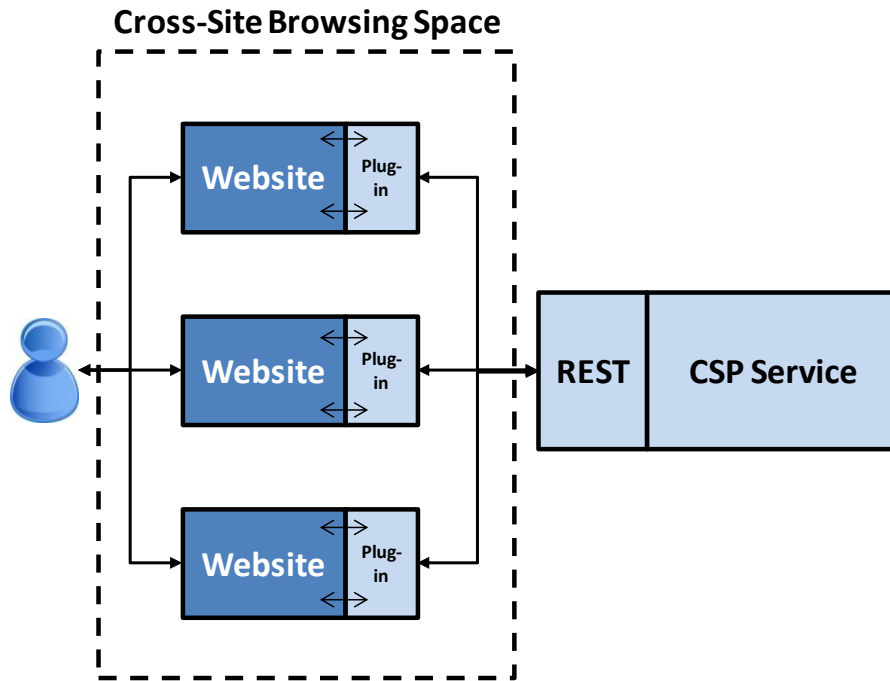 Cross-Site Browsing Space
Website
Plug-
in
Website
Plug-
in
REST
CSP Service
Website
Plug-
in